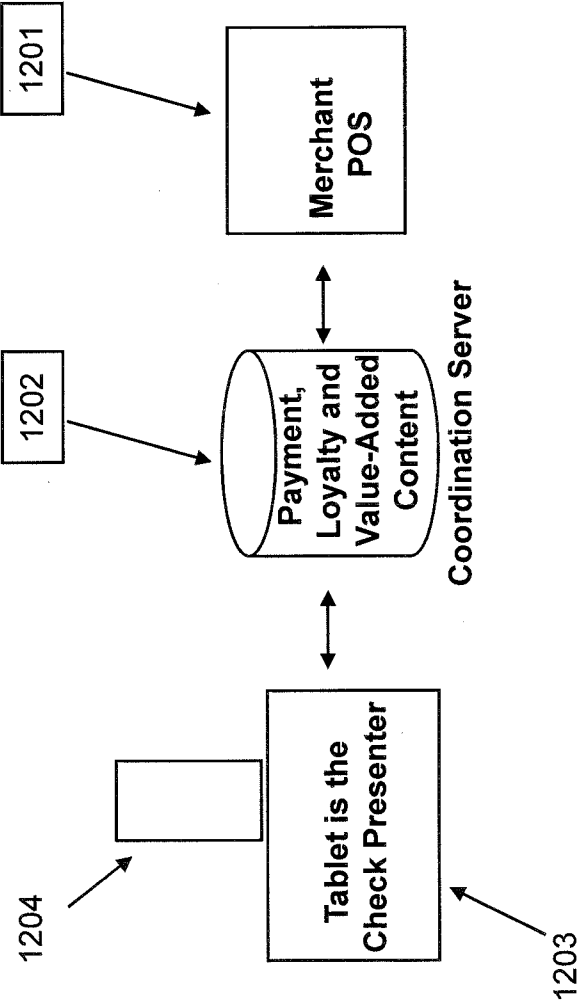 1204
1202
1201
Tablet is the
Check Presenter
Payment,
Loyalty and
Value-Added
Content
Merchant
POS
Coordination Server
1203